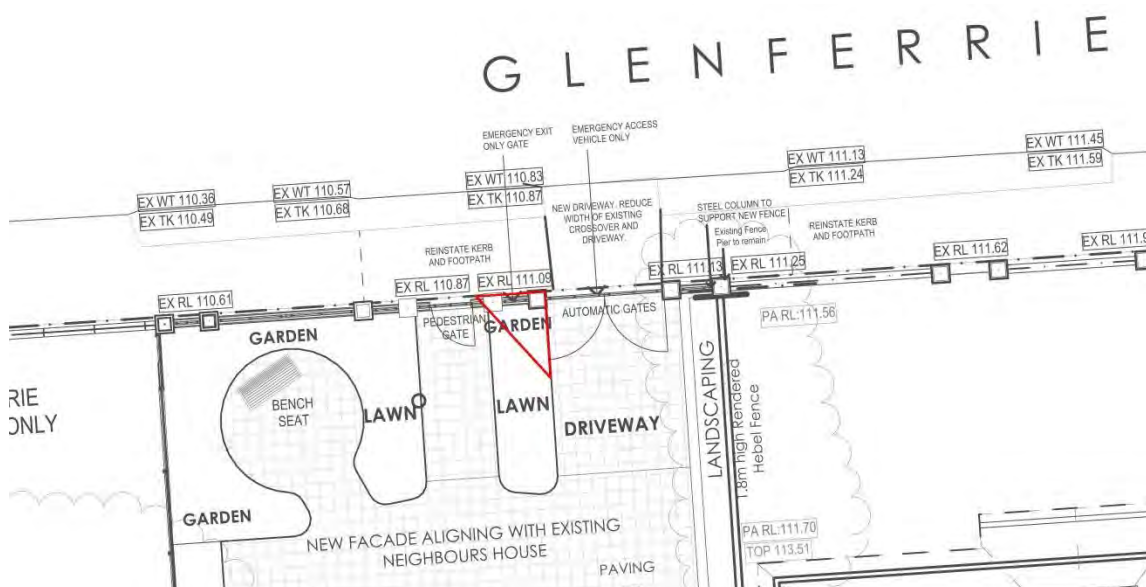 GLENFERRIE
EMERGENCY EXIT
ONLY GATE
EMERGENCY ACCESS
VEHICLE ONLY
EX WT 110.36
EX TK 110.49
EX WT 110.57
EX TK 110.68
EX WT 110.83
EX TK 110.87
EX WT 111.13
EX TK 111.24
EX WT 111.45
EX TK 111.59
NEW DRIVEWAY. REDUCE
WIDTH OF EXISTING
CROSSOVER AND
DRIVEWAY.
STEEL COLUMN TO
SUPPORT NEW FENCE
Existing Fence
Pier to remain
REINSTATE KERB
AND FOOTPATH
REINSTATE KERB
AND FOOTPATH
EX RL 110.61
EX RL 110.87
EX RL 111.09
EX RL 111.13
EX RL 111.25
EX RL 111.62
EX RL 111.9
PEDESTRIAN
GATE
GARDEN
AUTOMATIC GATES
PA RL:111.56
GARDEN
RIE
ONLY
BENCH
SEAT
LAWN
LAWN
DRIVEWAY
LANDSCAPING
1.8m high Rendered
Hebel Fence
GARDEN
NEW FACADE ALIGNING WITH EXISTING
NEIGHBOURS HOUSE
PAVING
PA RL:111.70
TOP 113.51